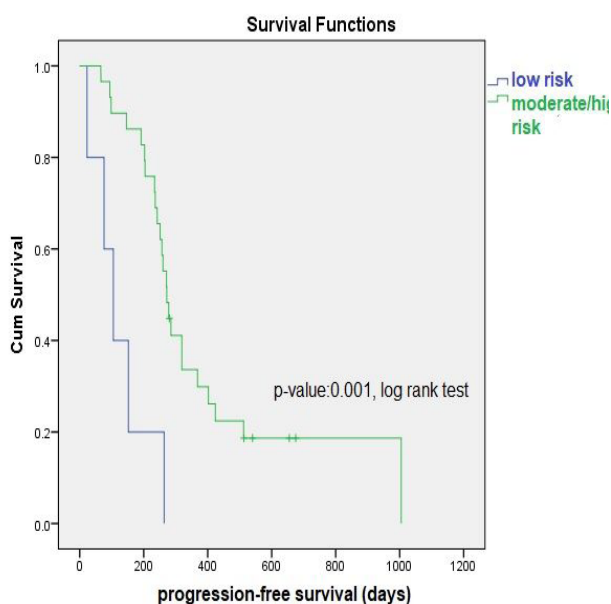 Survival Functions
low risk
moderate/hig
risk
1.0
0.8
0.6
0.4
0.2
0.0
Cum Survival
p-value:0.001, log rank test
0 200 400 600 800 1000 1200
progression-free survival (days)